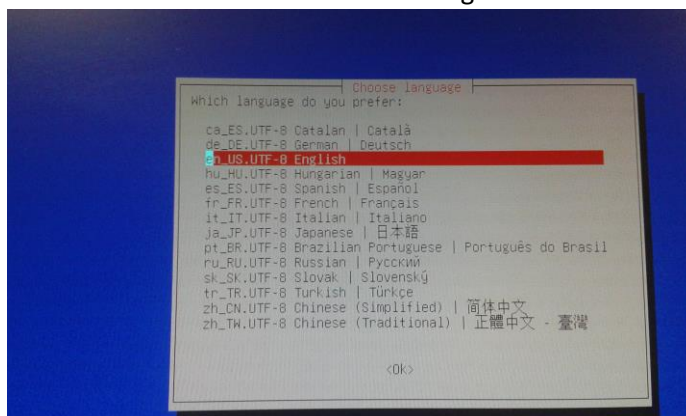 Choose language
Which language do you prefer:
ca_ES.UTF-8 Catalan | Català
de_DE.UTF-8 German | Deutsch
en_US.UTF-8 English
hu_HU.UTF-8 Hungarian | Magyar
es_ES.UTF-8 Spanish | Español
fr_FR.UTF-8 French | Français
it_IT.UTF-8 Italian | Italiano
ja_JP.UTF-8 Japanese | 日本語
pt_BR.UTF-8 Brazilian Portuguese | Português do Brasil
ru_RU.UTF-8 Russian | Русский
sk_SK.UTF-8 Slovak | Slovenský
tr_TR.UTF-8 Turkish | Türkçe
zh_CN.UTF-8 Chinese (Simplified) | 简体中文
zh_TW.UTF-8 Chinese (Traditional) | 正體中文 - 臺灣
<Ok>